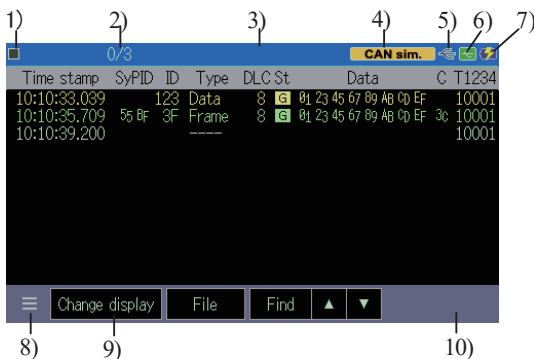 1) 2) 3) 4) 5) 6) 7)
0/3 CAN sim.
Time stamp SyPID ID Type DLC St Data C T1234
10:10:33.039 123 Data 8 G 01 23 45 67 89 AB CD EF 10001
10:10:35.709 55 BF 3F Frame 8 G 01 23 45 67 89 AB CD EF 3C 10001
10:10:39.200 ---- 10001
Change display File Find ▲ ▼
8) 9) 10)